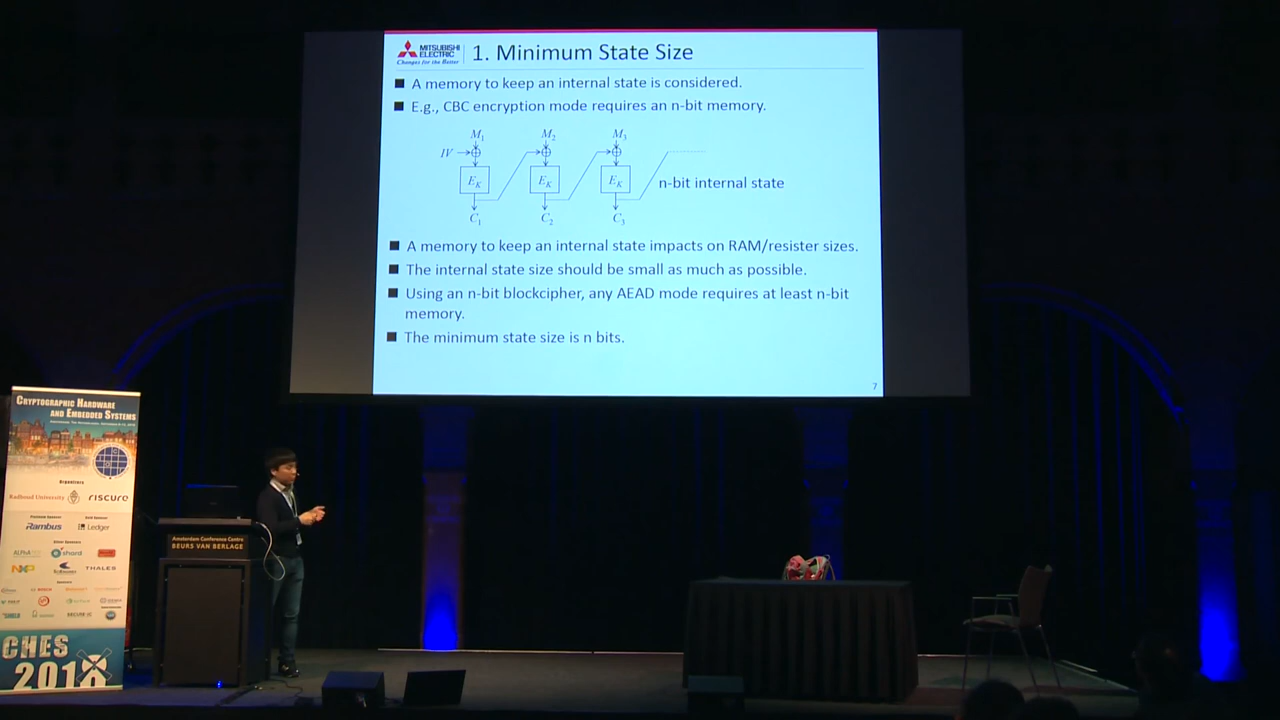 MITSUBISHI
ELECTRIC
Changes for the Better
1. Minimum State Size
A memory to keep an internal state is considered.
E.g., CBC encryption mode requires an n-bit memory.
M1 M2 M3
IV
EK EK EK
n-bit internal state
C1 C2 C3
A memory to keep an internal state impacts on RAM/resister sizes.
The internal state size should be small as much as possible.
Using an n-bit blockcipher, any AEAD mode requires at least n-bit
memory.
The minimum state size is n bits.
7
CRYPTOGRAPHIC HARDWARE
AND EMBEDDED SYSTEMS
Organizers
Radboud University
riscure
Rambus
Ledger
eshard
NXP
THALES
SECURE-IC
CHES
2018
Amsterdam Conference Centre
BEURS VAN BERLAGE